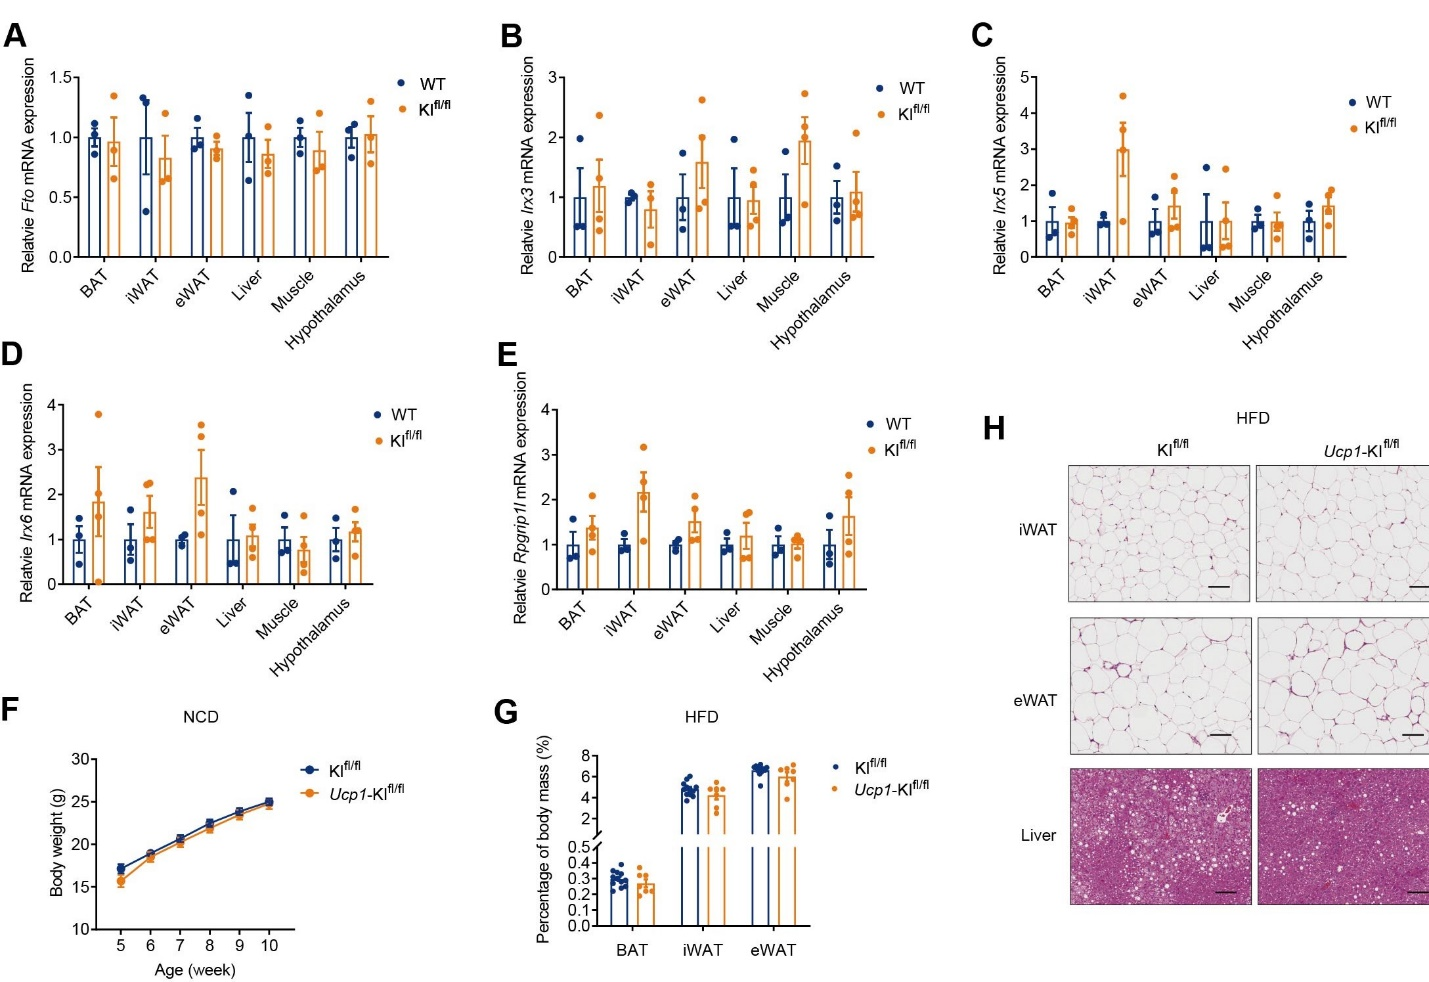 A
Relatvie Fto mRNA expression
1.5
1.0
0.5
0.0
BAT
iWAT
eWAT
Liver
Muscle
Hypothalamus
WT
KIfl/fl
B
Relatvie Irx3 mRNA expression
3
2
1
0
BAT
iWAT
eWAT
Liver
Muscle
Hypothalamus
WT
KIfl/fl
C
Relatvie Irx5 mRNA expression
5
4
3
2
1
0
BAT
iWAT
eWAT
Liver
Muscle
Hypothalamus
WT
KIfl/fl
D
Relatvie Irx6 mRNA expression
4
3
2
1
0
BAT
iWAT
eWAT
Liver
Muscle
Hypothalamus
WT
KIfl/fl
E
Relatvie Rpgrip1l mRNA expression
4
3
2
1
0
BAT
iWAT
eWAT
Liver
Muscle
Hypothalamus
WT
KIfl/fl
F
NCD
Body weight (g)
30
25
20
15
10
5 6 7 8 9 10
Age (week)
KIfl/fl
Ucp1-KIfl/fl
G
HFD
Percentage of body mass (%)
8
6
4
2
0.5
0.4
0.3
0.2
0.1
0.0
BAT iWAT eWAT
KIfl/fl
Ucp1-KIfl/fl
H
HFD
KIfl/fl Ucp1-KIfl/fl
iWAT
eWAT
Liver